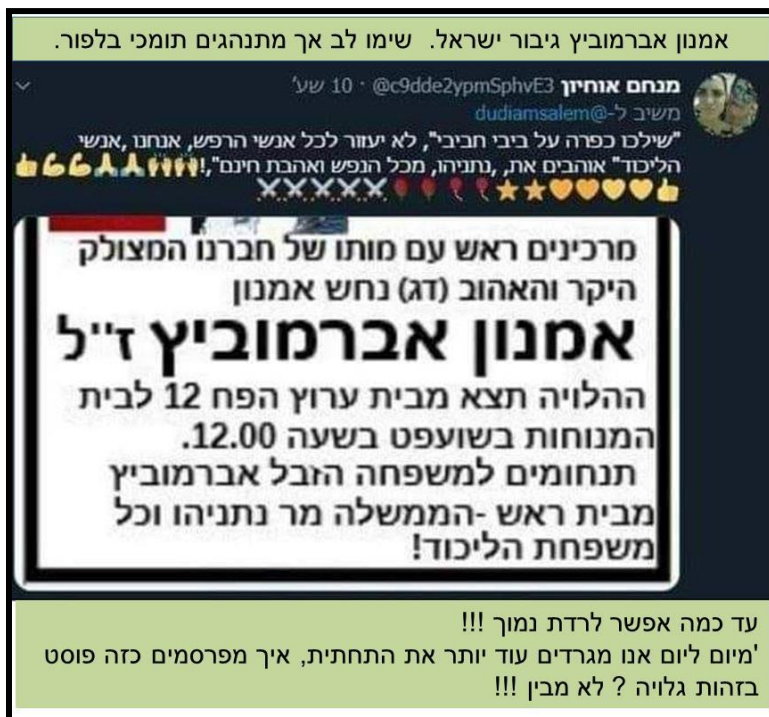 אמנון אברמוביץ גיבור ישראל.  שימו לב אך מתנהגים תומכי בלפור.
מנחם אוחיון @c9dde2ypmSphvE3 · 10 שע'
משיב ל-@dudiamsalem
"שילכו כפרה על ביבי חביבי", לא יעזור לכל אנשי הרפש, אנחנו ,אנשי
הליכוד" אוהבים את, ,נתניהו, מכל הנפש ואהבת חינם",!🙌🙌🙏🙏💪💪👍
👍💛💛🧡🧡⭐⭐🎈🎈🌹🌹⚔⚔⚔⚔⚔
מרכינים ראש עם מותו של חברנו המצולק
היקר והאהוב (דג) נחש אמנון
אמנון אברמוביץ ז''ל
ההלויה תצא מבית ערוץ הפח 12 לבית
המנוחות בשועפט בשעה 12.00.
תנחומים למשפחה הזבל אברמוביץ
מבית ראש -הממשלה מר נתניהו וכל
משפחת הליכוד!
עד כמה אפשר לרדת נמוך !!!
'מיום ליום אנו מגרדים עוד יותר את התחתית, איך מפרסמים כזה פוסט
בזהות גלויה ? לא מבין !!!